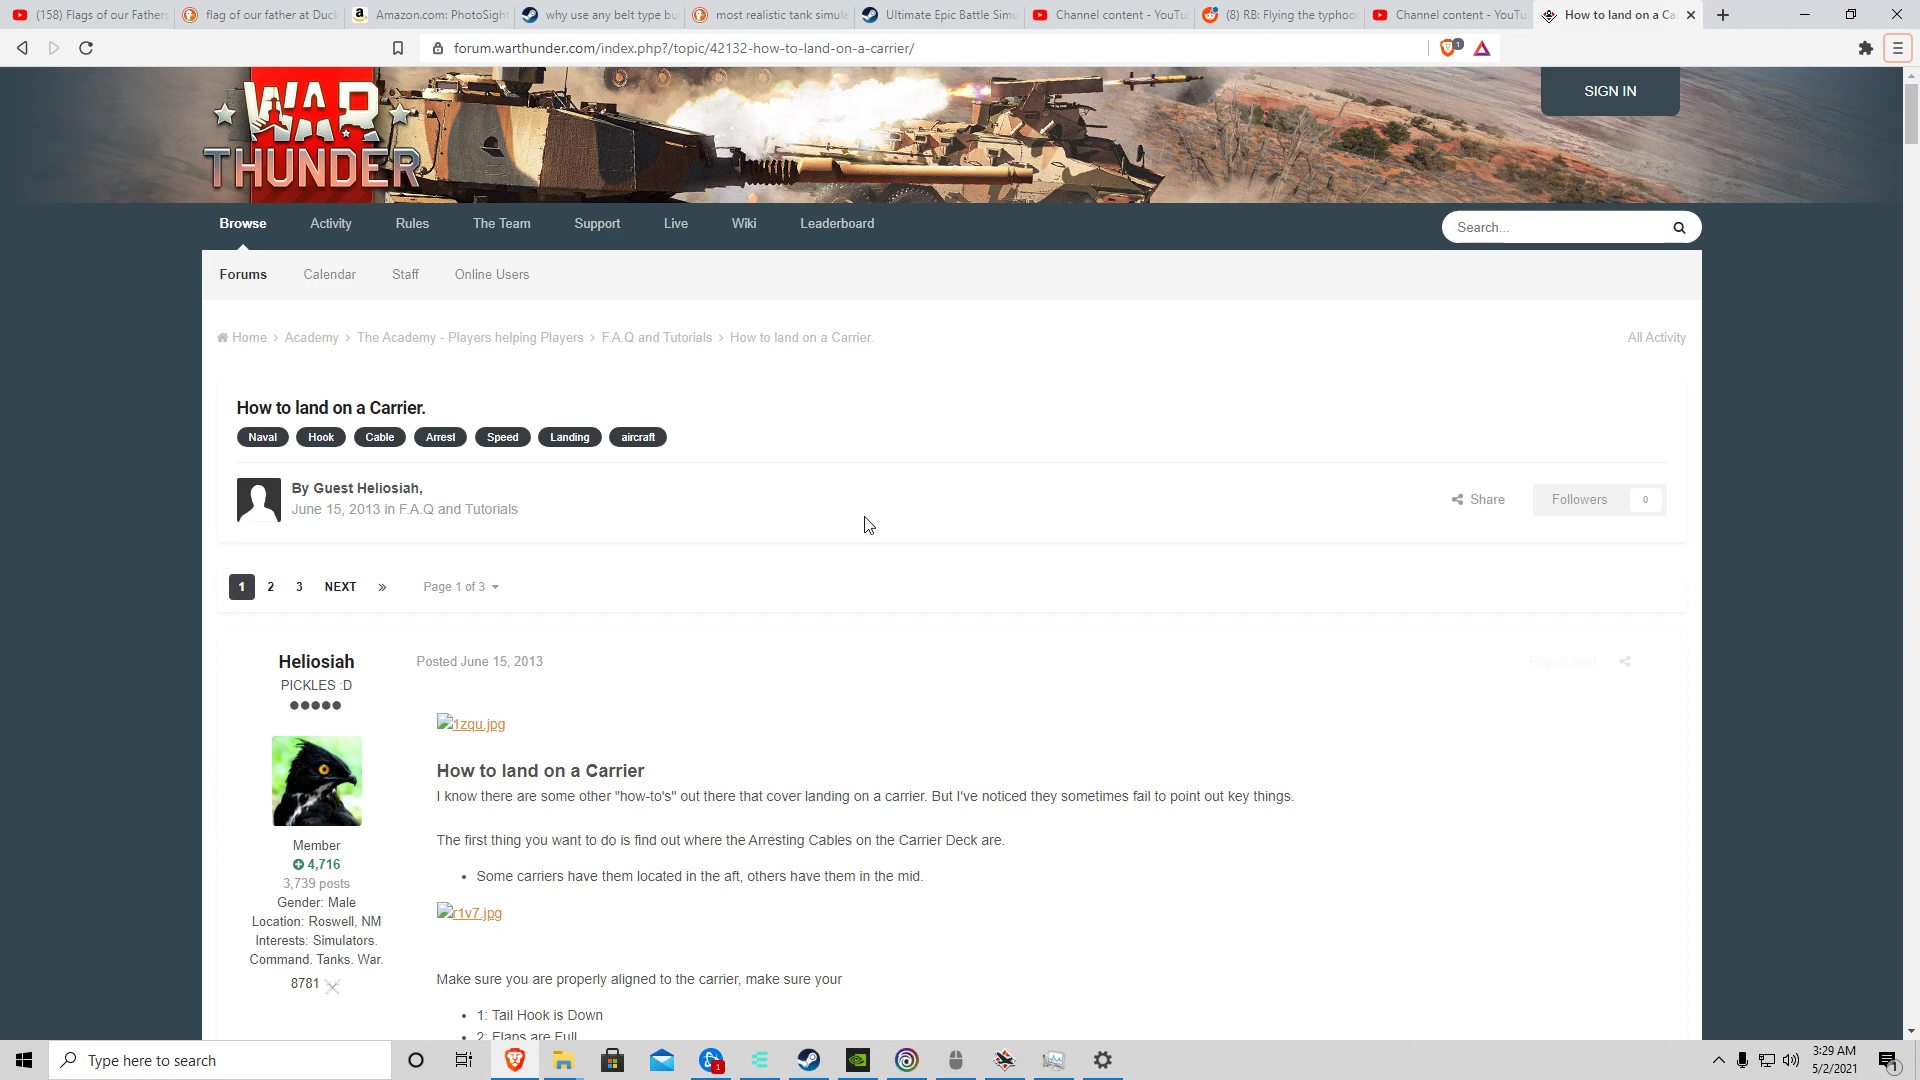 (158) Flags of our Fathers
flag of our father at Duck
Amazon.com: PhotoSight
why use any belt type bu
most realistic tank simula
Ultimate Epic Battle Simu
Channel content - YouTu
(8) RB: Flying the typhoo
Channel content - YouTu
How to land on a Ca
forum.warthunder.com/index.php?/topic/42132-how-to-land-on-a-carrier/
1
WAR
THUNDER
SIGN IN
Browse
Activity
Rules
The Team
Support
Live
Wiki
Leaderboard
Search...
Forums
Calendar
Staff
Online Users
Home > Academy > The Academy - Players helping Players > F.A.Q and Tutorials > How to land on a Carrier.
All Activity
How to land on a Carrier.
Naval
Hook
Cable
Arrest
Speed
Landing
aircraft
By Guest Heliosiah,
June 15, 2013 in F.A.Q and Tutorials
Share
Followers
0
1 2 3 NEXT »
Page 1 of 3
Heliosiah
PICKLES :D
Member
4,716
3,739 posts
Gender: Male
Location: Roswell, NM
Interests: Simulators.
Command. Tanks. War.
8781
Posted June 15, 2013
Report post
1zqu.jpg
How to land on a Carrier
I know there are some other "how-to's" out there that cover landing on a carrier. But I've noticed they sometimes fail to point out key things.
The first thing you want to do is find out where the Arresting Cables on the Carrier Deck are.
• Some carriers have them located in the aft, others have them in the mid.
r1v7.jpg
Make sure you are properly aligned to the carrier, make sure your
• 1: Tail Hook is Down
• 2: Flaps are Full
Type here to search
1
3:29 AM
5/2/2021
1